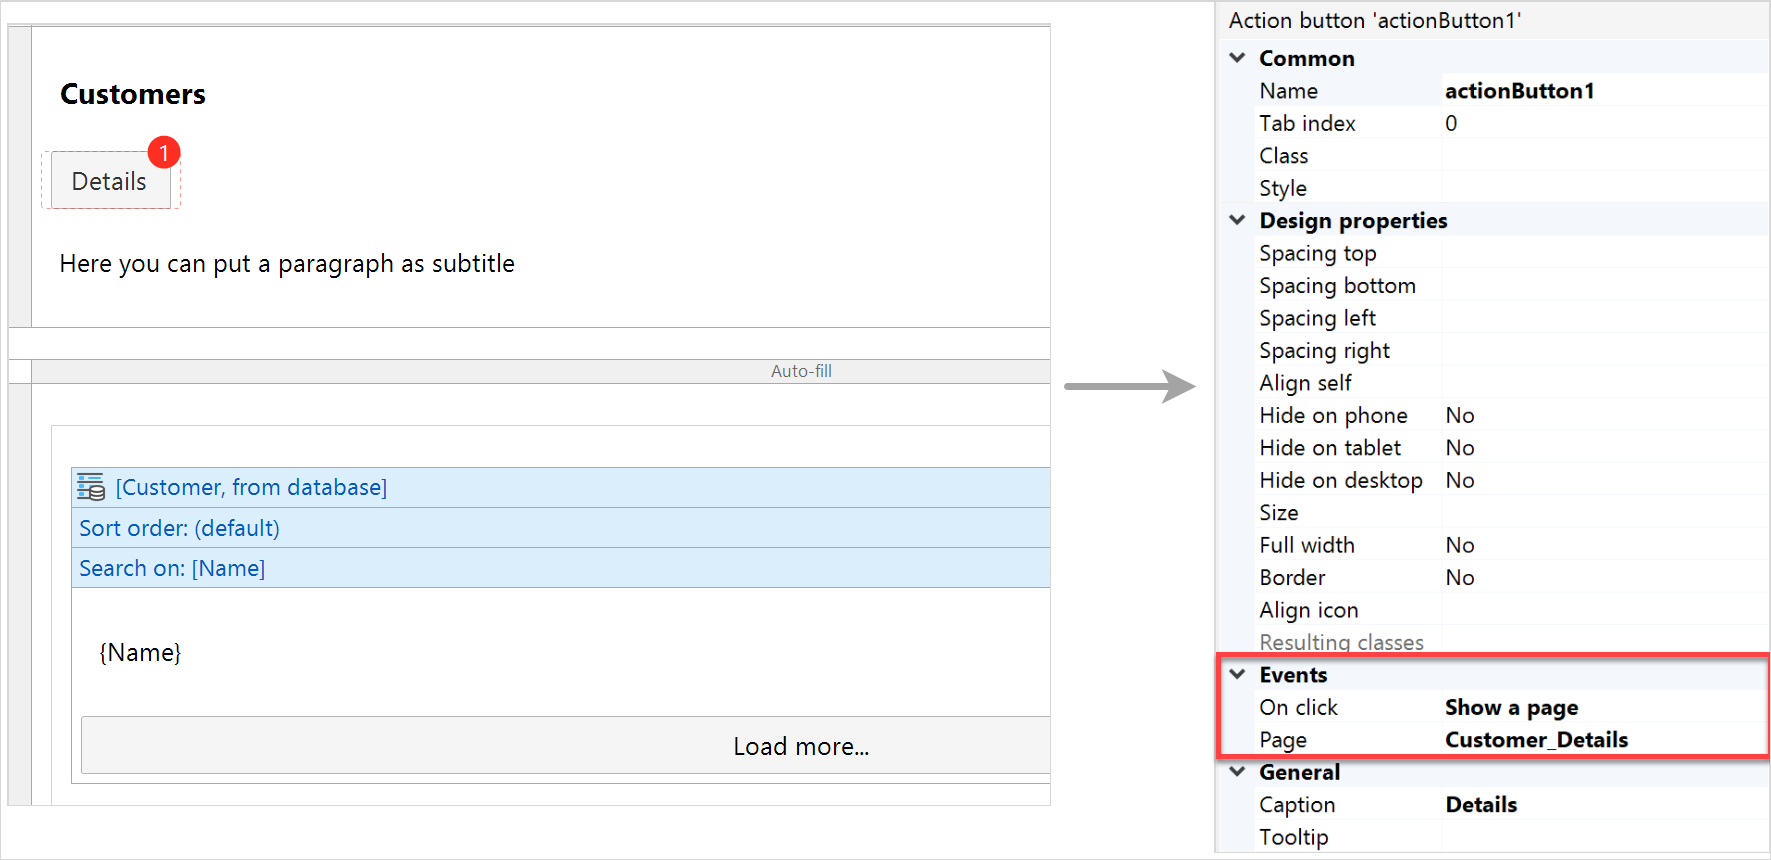 Customers
1
Details
Here you can put a paragraph as subtitle
Auto-fill
[Customer, from database]
Sort order: (default)
Search on: [Name]
{Name}
Load more...
Action button 'actionButton1'
Common
Name actionButton1
Tab index 0
Class
Style
Design properties
Spacing top
Spacing bottom
Spacing left
Spacing right
Align self
Hide on phone No
Hide on tablet No
Hide on desktop No
Size
Full width No
Border No
Align icon
Resulting classes
Events
On click Show a page
Page Customer_Details
General
Caption Details
Tooltip